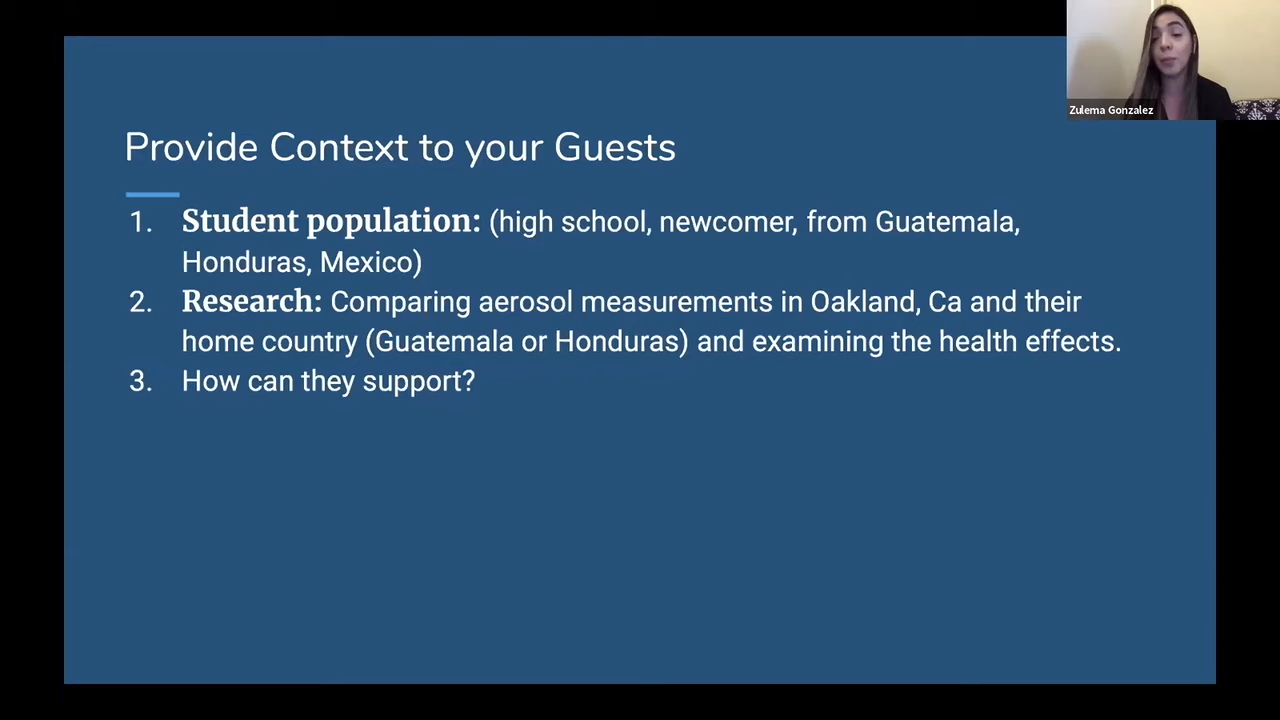 Zulema Gonzalez
Provide Context to your Guests
1. Student population: (high school, newcomer, from Guatemala,
Honduras, Mexico)
2. Research: Comparing aerosol measurements in Oakland, Ca and their
home country (Guatemala or Honduras) and examining the health effects.
3. How can they support?